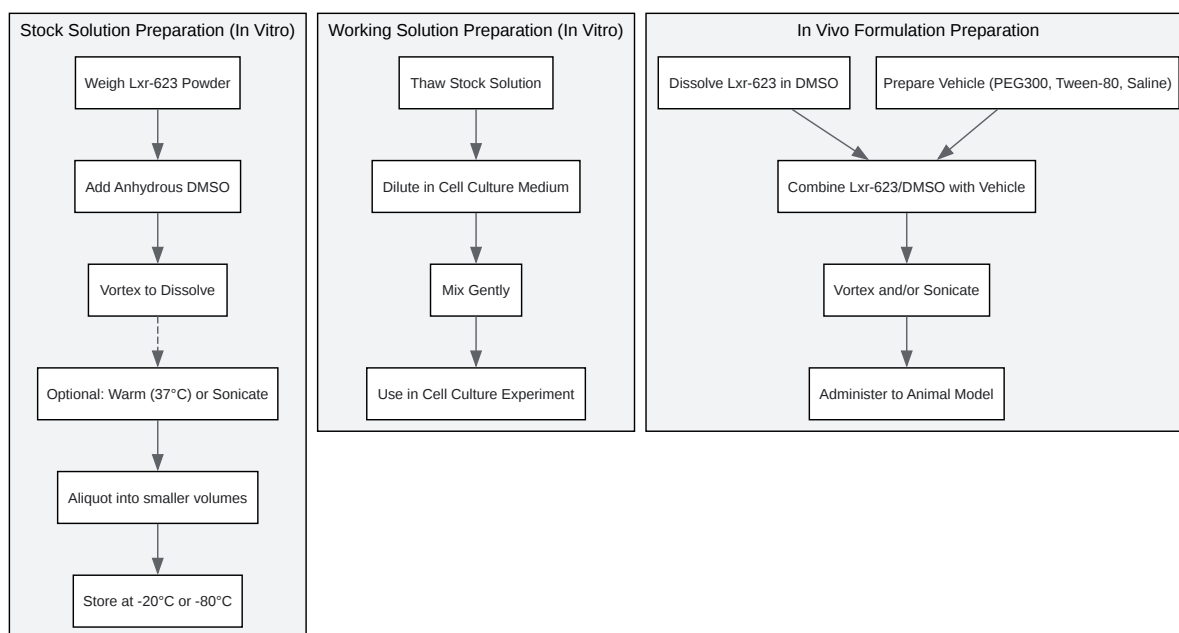 Stock Solution Preparation (In Vitro)
Weigh Lxr-623 Powder
Add Anhydrous DMSO
Vortex to Dissolve
Optional: Warm (37°C) or Sonicate
Aliquot into smaller volumes
Store at -20°C or -80°C
Working Solution Preparation (In Vitro)
Thaw Stock Solution
Dilute in Cell Culture Medium
Mix Gently
Use in Cell Culture Experiment
In Vivo Formulation Preparation
Dissolve Lxr-623 in DMSO
Prepare Vehicle (PEG300, Tween-80, Saline)
Combine Lxr-623/DMSO with Vehicle
Vortex and/or Sonicate
Administer to Animal Model